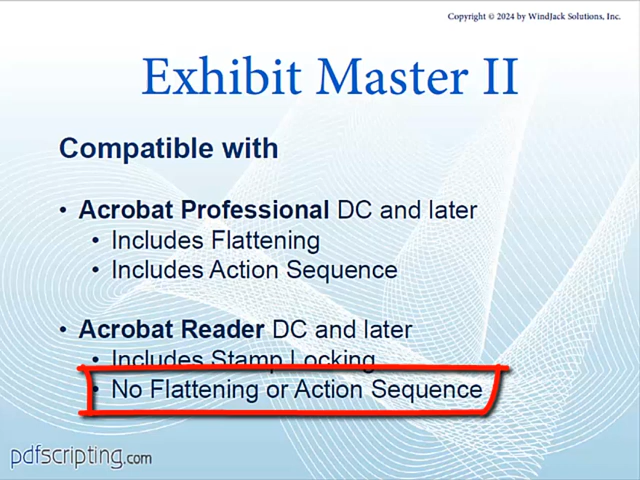 Copyright © 2024 by WindJack Solutions, Inc.
Exhibit Master II
Compatible with
• Acrobat Professional DC and later
• Includes Flattening
• Includes Action Sequence
• Acrobat Reader DC and later
• Includes Stamp Locking
• No Flattening or Action Sequence
pdfscripting.com